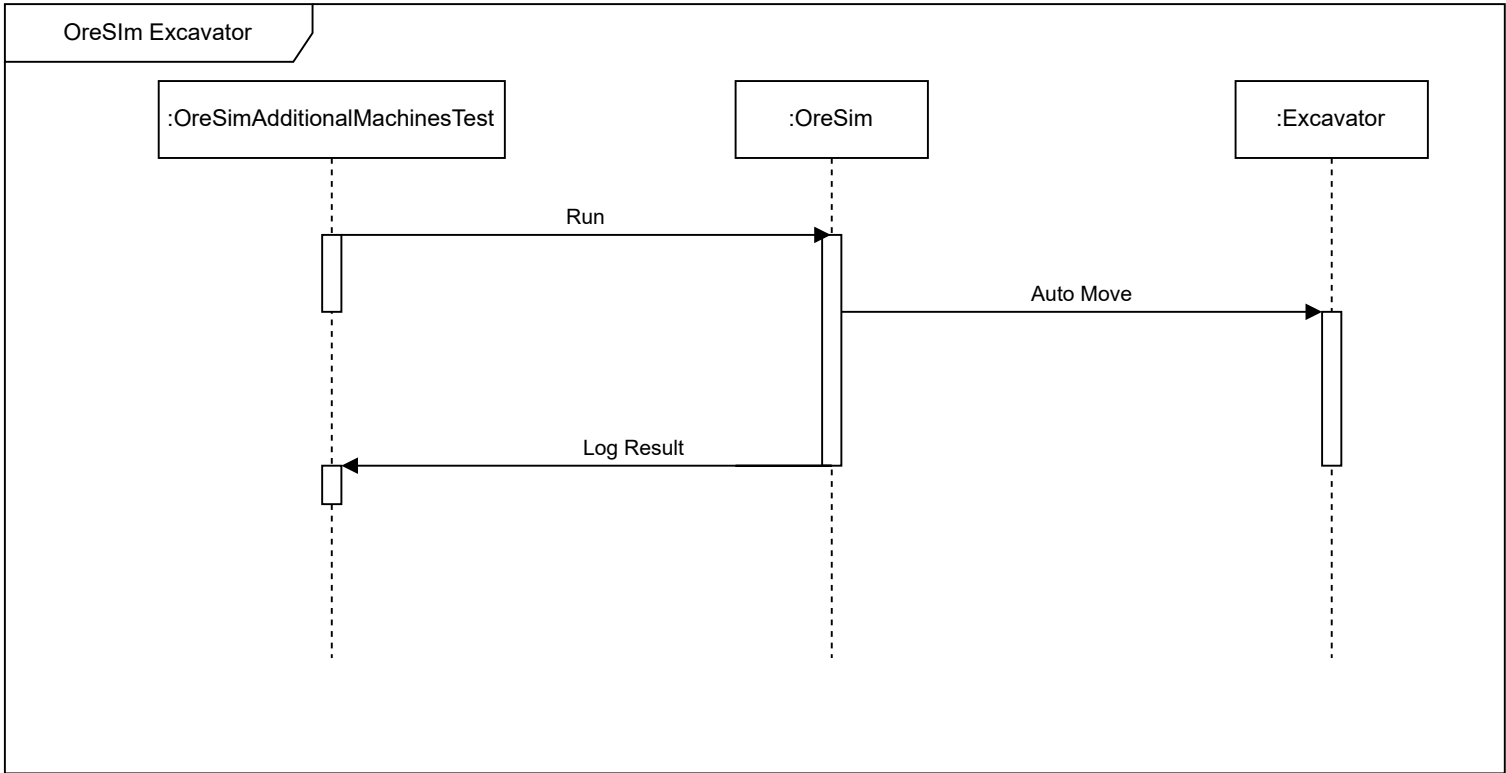 OreSIm Excavator
:OreSimAdditionalMachinesTest
:OreSim
:Excavator
Run
Auto Move
Log Result